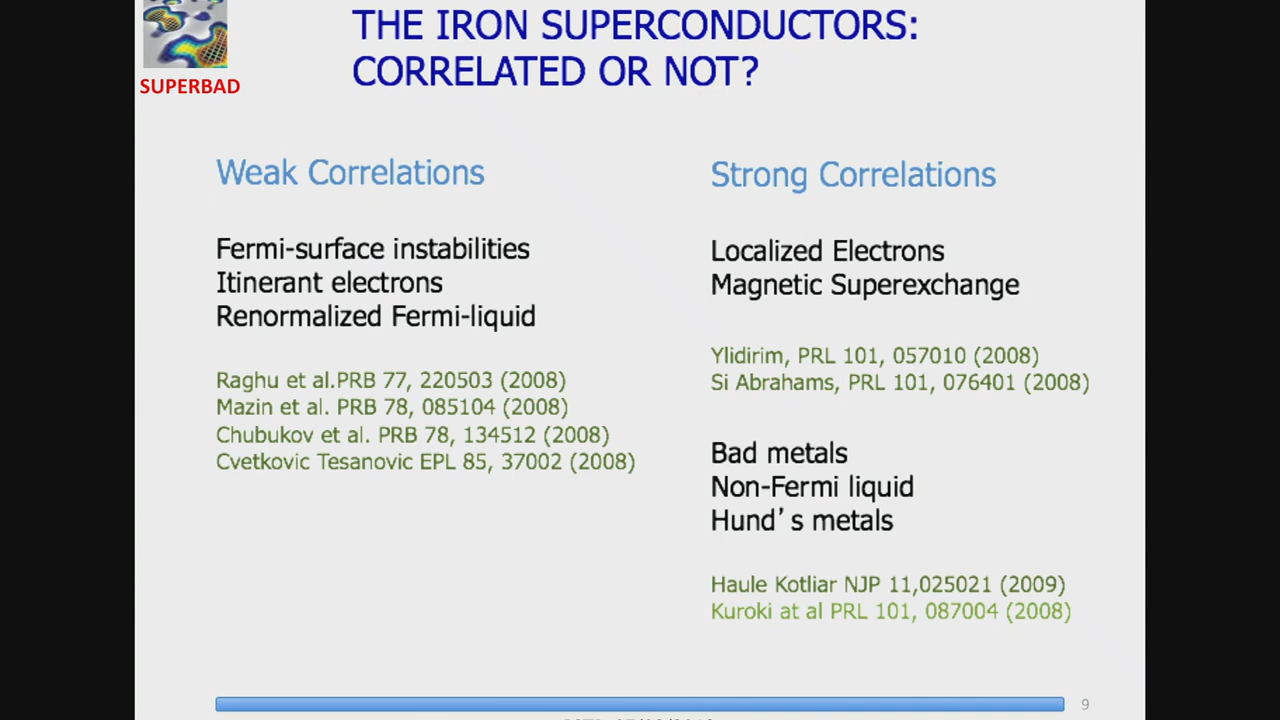 THE IRON SUPERCONDUCTORS:
CORRELATED OR NOT?
SUPERBAD
Weak Correlations
Fermi-surface instabilities
Itinerant electrons
Renormalized Fermi-liquid
Raghu et al.PRB 77, 220503 (2008)
Mazin et al. PRB 78, 085104 (2008)
Chubukov et al. PRB 78, 134512 (2008)
Cvetkovic Tesanovic EPL 85, 37002 (2008)
Strong Correlations
Localized Electrons
Magnetic Superexchange
Ylidirim, PRL 101, 057010 (2008)
Si Abrahams, PRL 101, 076401 (2008)
Bad metals
Non-Fermi liquid
Hund's metals
Haule Kotliar NJP 11,025021 (2009)
Kuroki at al PRL 101, 087004 (2008)
9